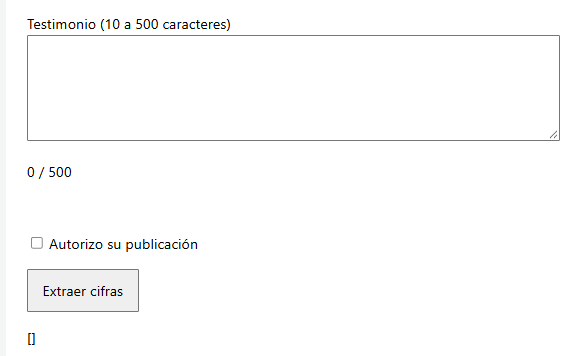 Testimonio (10 a 500 caracteres)
0 / 500
Autorizo su publicación
Extraer cifras
[]